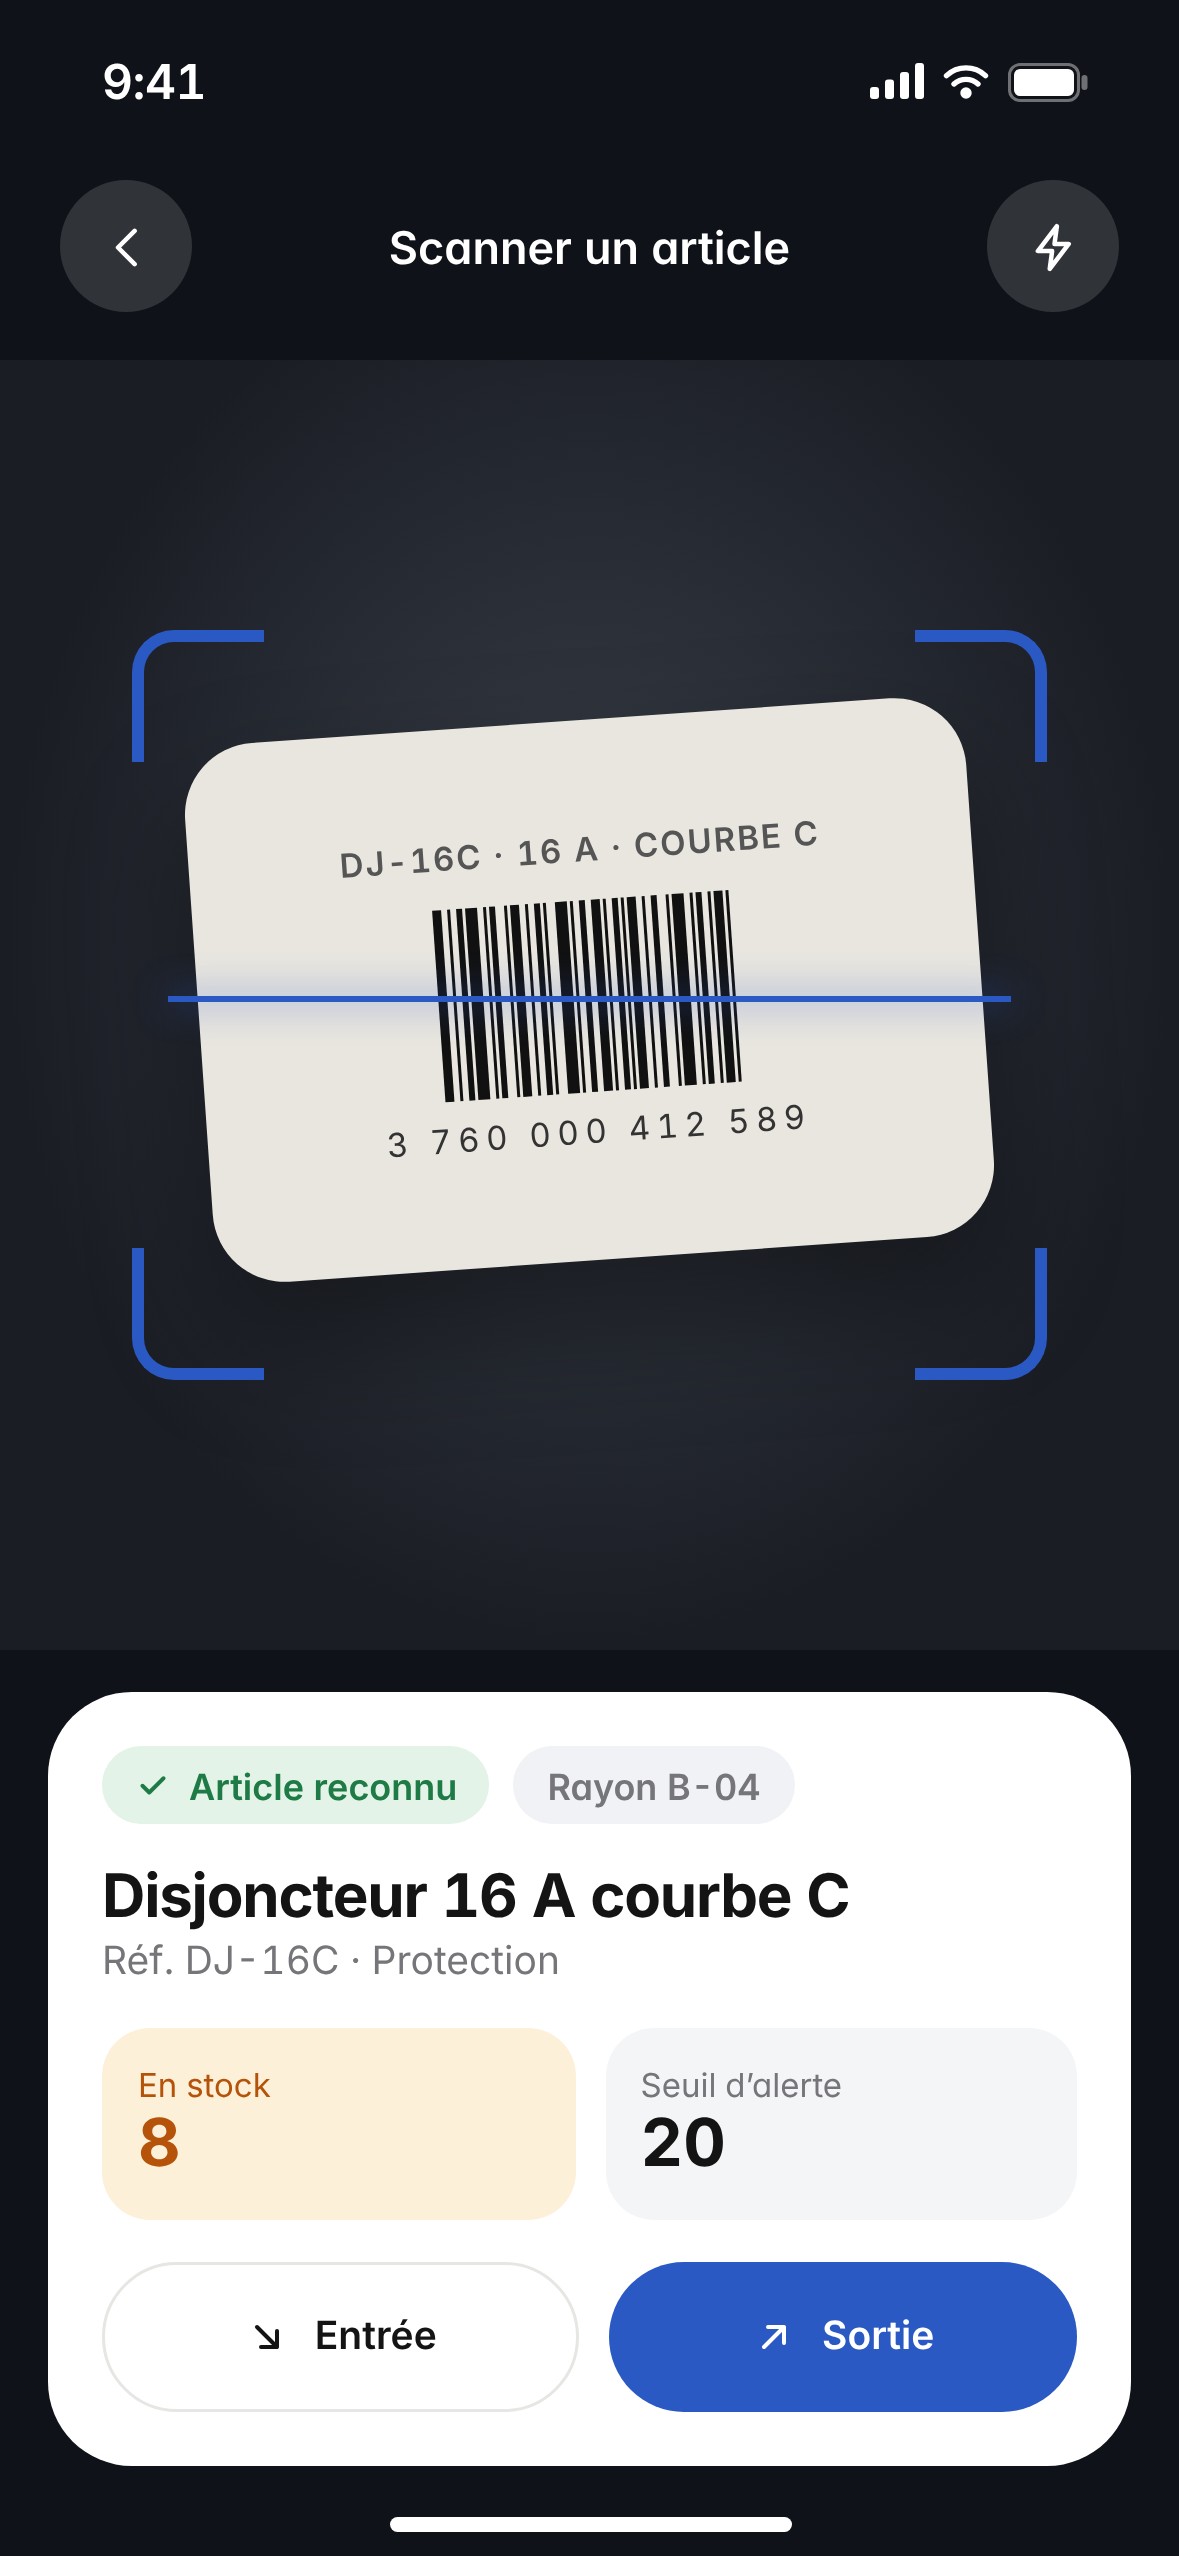 9:41
Scanner un article
DJ-16C · 16 A · COURBE C
3 760 000 412 589
Article reconnu
Rayon B-04
Disjoncteur 16 A courbe C
Réf. DJ-16C · Protection
En stock
8
Seuil d’alerte
20
Entrée
Sortie